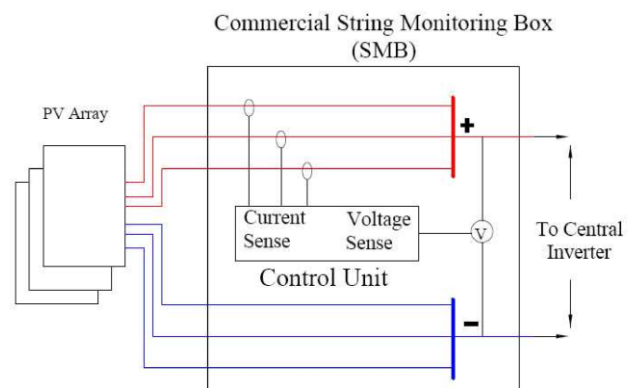 Commercial String Monitoring Box
(SMB)
PV Array
+
Current
Sense
Voltage
Sense
V
To Central
Inverter
Control Unit
-